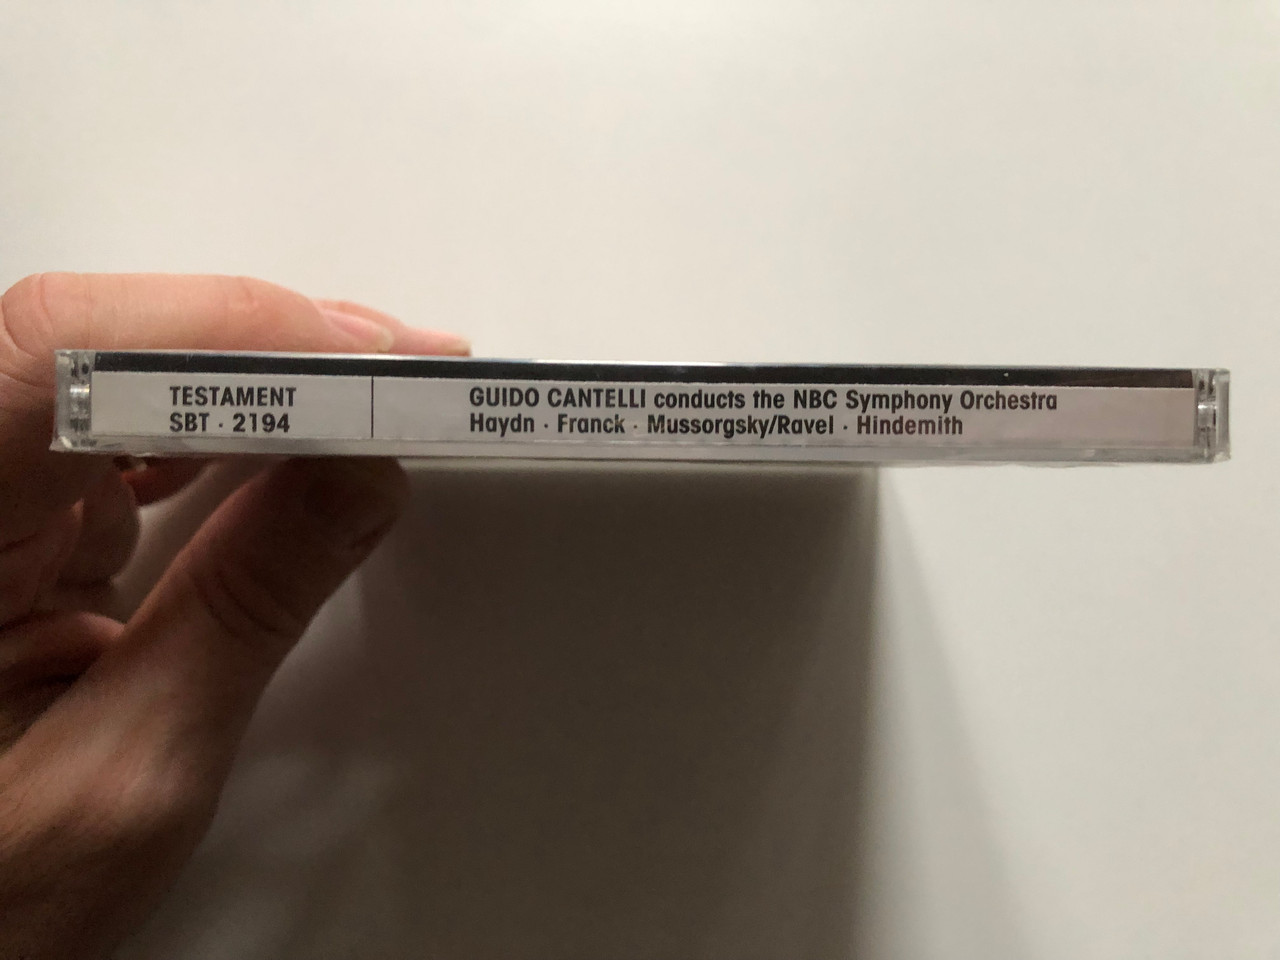 TESTAMENT
SBT · 2194
GUIDO CANTELLI conducts the NBC Symphony Orchestra
Haydn · Franck · Mussorgsky/Ravel · Hindemith